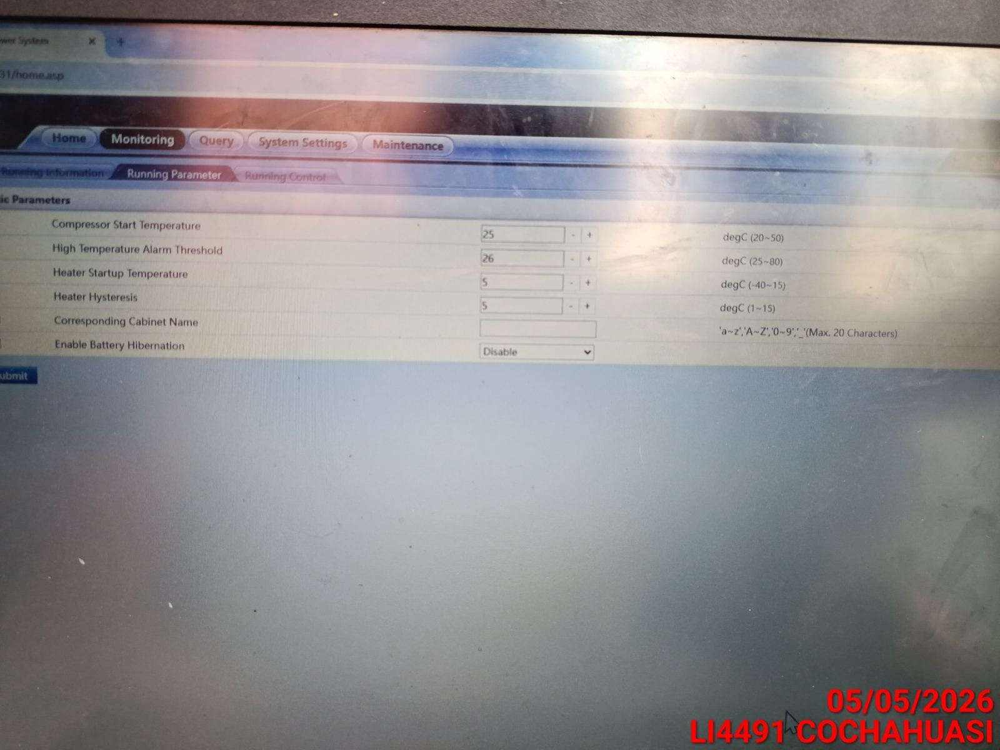 wer System × +
31/home.asp
Home Monitoring Query System Settings Maintenance
Running Information Running Parameter Running Control
ic Parameters
Compressor Start Temperature 25 - + degC (20~50)
High Temperature Alarm Threshold 26 - + degC (25~80)
Heater Startup Temperature 5 - + degC (-40~15)
Heater Hysteresis 5 - + degC (1~15)
Corresponding Cabinet Name 'a~z','A~Z','0~9','_'(Max. 20 Characters)
Enable Battery Hibernation Disable
ubmit
05/05/2026
LI4491 COCHAHUASI